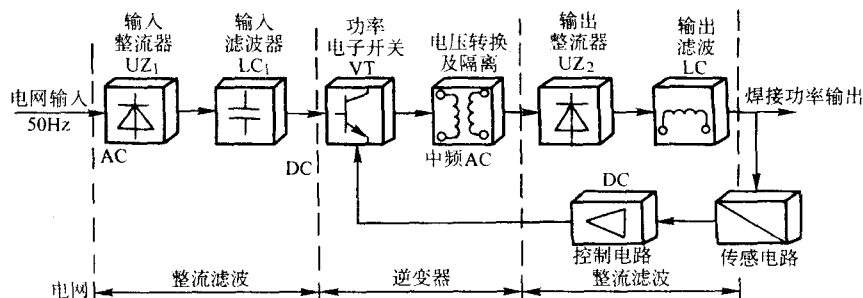 输入
整流器
UZ₁
输入
滤波器
LC₁
功率
电子开关
VT
电压转换
及隔离
输出
整流器
UZ₂
输出
滤波
LC
电网输入
50Hz
焊接功率输出
AC
DC
中频AC
DC
控制电路
传感电路
电网
整流滤波
逆变器
整流滤波